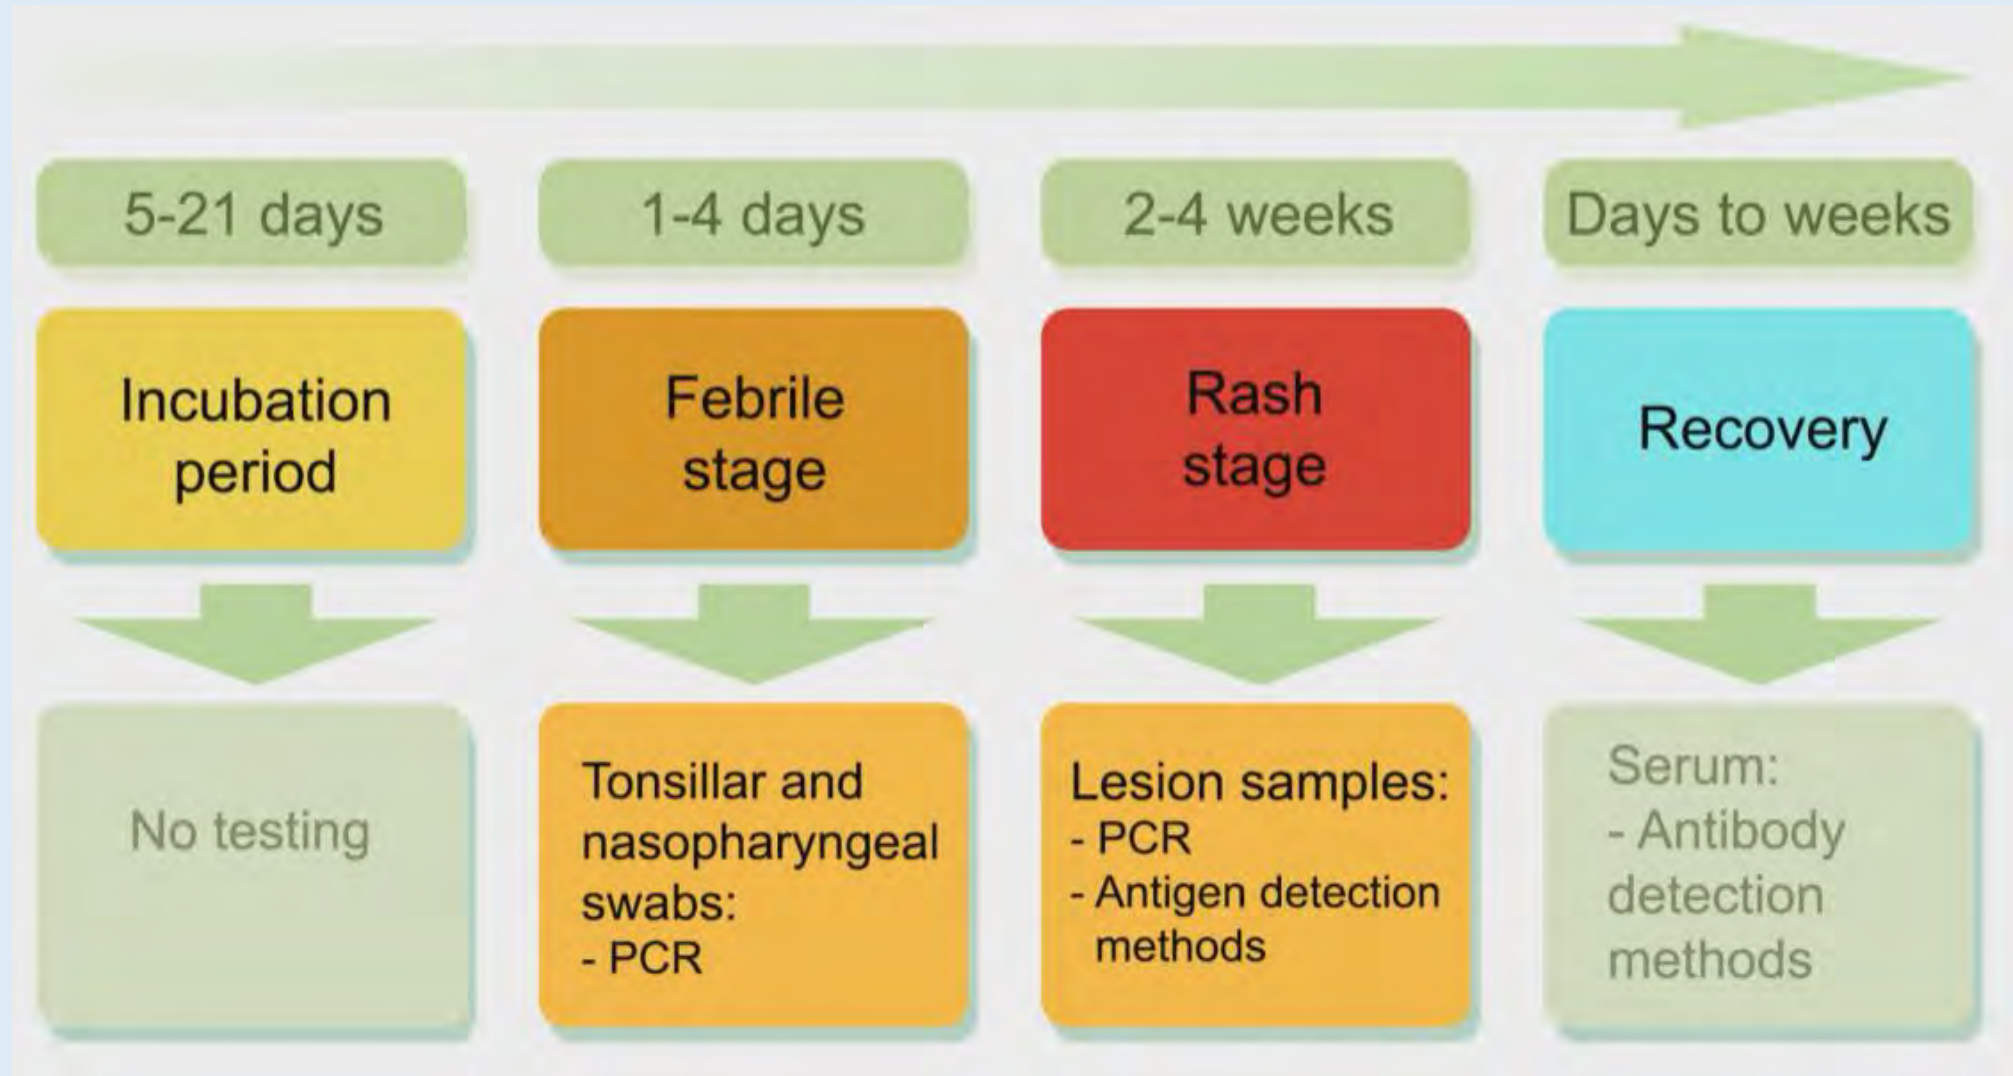 5-21 days
1-4 days
2-4 weeks
Days to weeks
Incubation
period
Febrile
stage
Rash
stage
Recovery
No testing
Tonsillar and
nasopharyngeal
swabs:
- PCR
Lesion samples:
- PCR
- Antigen detection
methods
Serum:
- Antibody
detection
methods